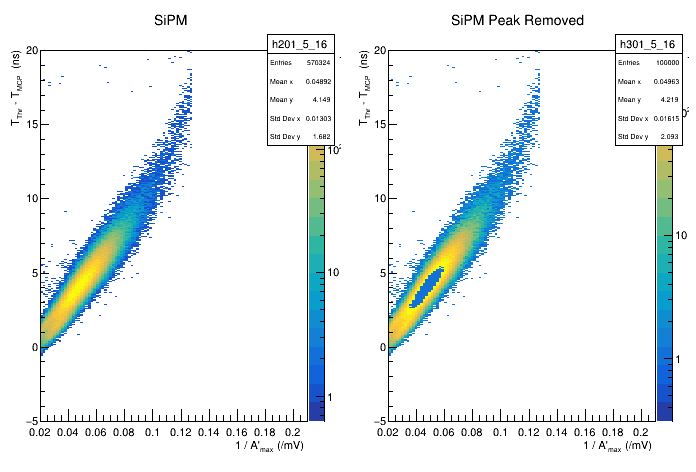 SiPM
h201_5_16
Entries 570324
Mean x 0.04892
Mean y 4.149
Std Dev x 0.01303
Std Dev y 1.682
T_Thr - T_MCP (ns)
20
15
10
5
0
−5
0.02 0.04 0.06 0.08 0.1 0.12 0.14 0.16 0.18 0.2
1 / A'_max (/mV)
10²
10
1
SiPM Peak Removed
h301_5_16
Entries 100000
Mean x 0.04963
Mean y 4.219
Std Dev x 0.01615
Std Dev y 2.093
T_Thr - T_MCP (ns)
20
15
10
5
0
−5
0.02 0.04 0.06 0.08 0.1 0.12 0.14 0.16 0.18 0.2
1 / A'_max (/mV)
10
1